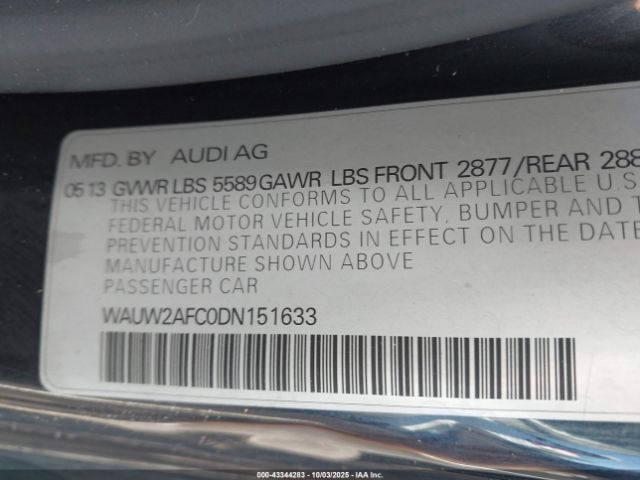 MFD. BY AUDI AG
05 13 GVWR LBS 5589 GAWR LBS FRONT 2877/REAR 288
THIS VEHICLE CONFORMS TO ALL APPLICABLE U.S
FEDERAL MOTOR VEHICLE SAFETY, BUMPER AND T
PREVENTION STANDARDS IN EFFECT ON THE DATE
MANUFACTURE SHOWN ABOVE
PASSENGER CAR
WAUW2AFC0DN151633
000-43344283 10/03/2025 IAA Inc.